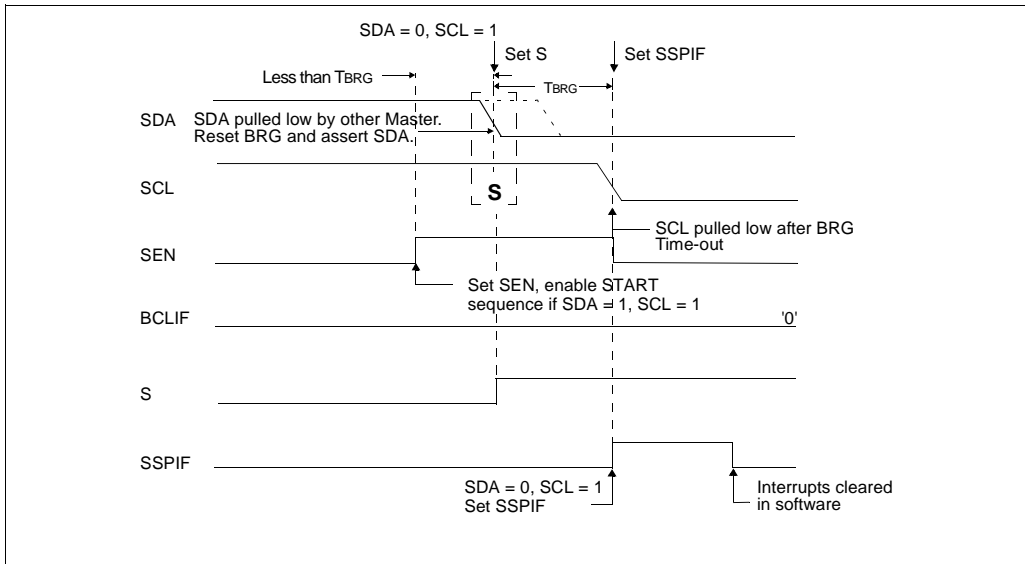 SDA = 0, SCL = 1
Set S
Set SSPIF
Less than TBRG
TBRG
SDA
SDA pulled low by other Master.
Reset BRG and assert SDA.
SCL
S
SCL pulled low after BRG
Time-out
SEN
Set SEN, enable START
sequence if SDA = 1, SCL = 1
BCLIF
'0'
S
SSPIF
SDA = 0, SCL = 1
Set SSPIF
Interrupts cleared
in software